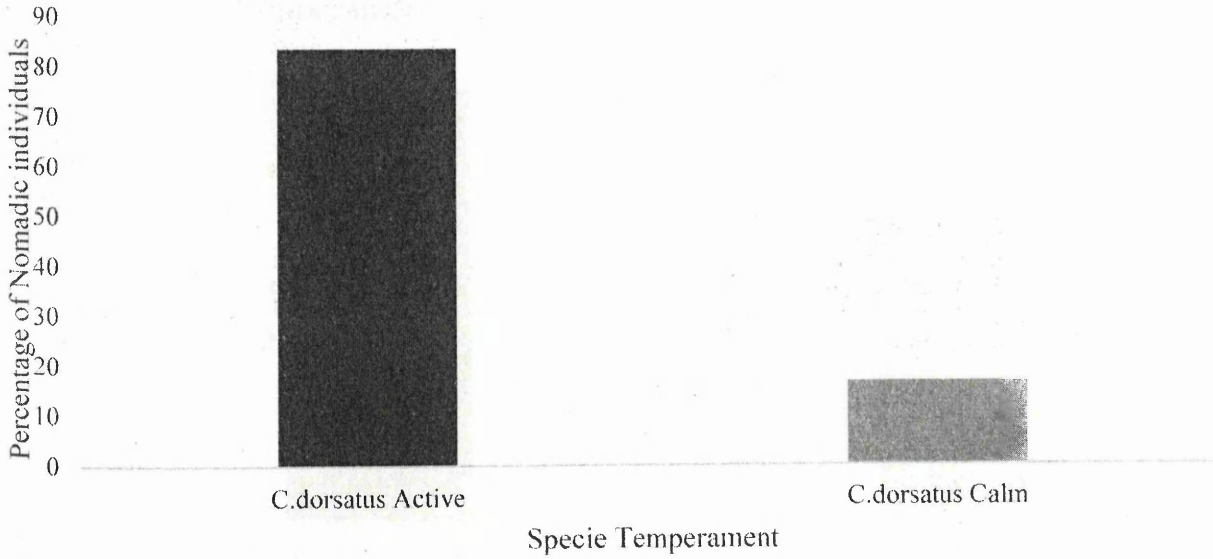 Percentage of Nomadic individuals
90
80
70
60
50
40
30
20
10
0
C.dorsatus Active
C.dorsatus Calm
Specie Temperament